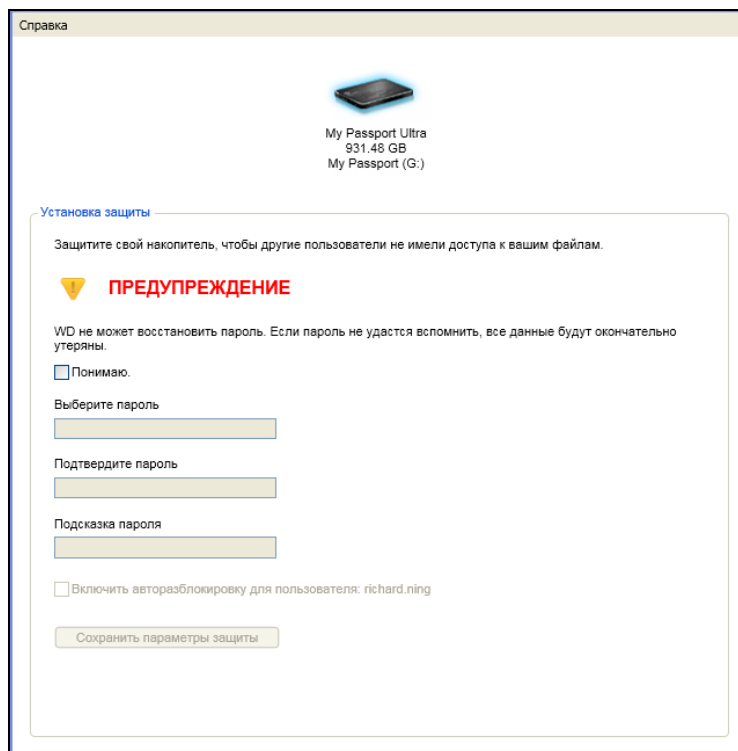 Справка
My Passport Ultra
931.48 GB
My Passport (G:)
Установка защиты
Защитите свой накопитель, чтобы другие пользователи не имели доступа к вашим файлам.
ПРЕДУПРЕЖДЕНИЕ
WD не может восстановить пароль. Если пароль не удастся вспомнить, все данные будут окончательно
утеряны.
Понимаю.
Выберите пароль
Подтвердите пароль
Подсказка пароля
Включить авторазблокировку для пользователя: richard.ning
Сохранить параметры защиты